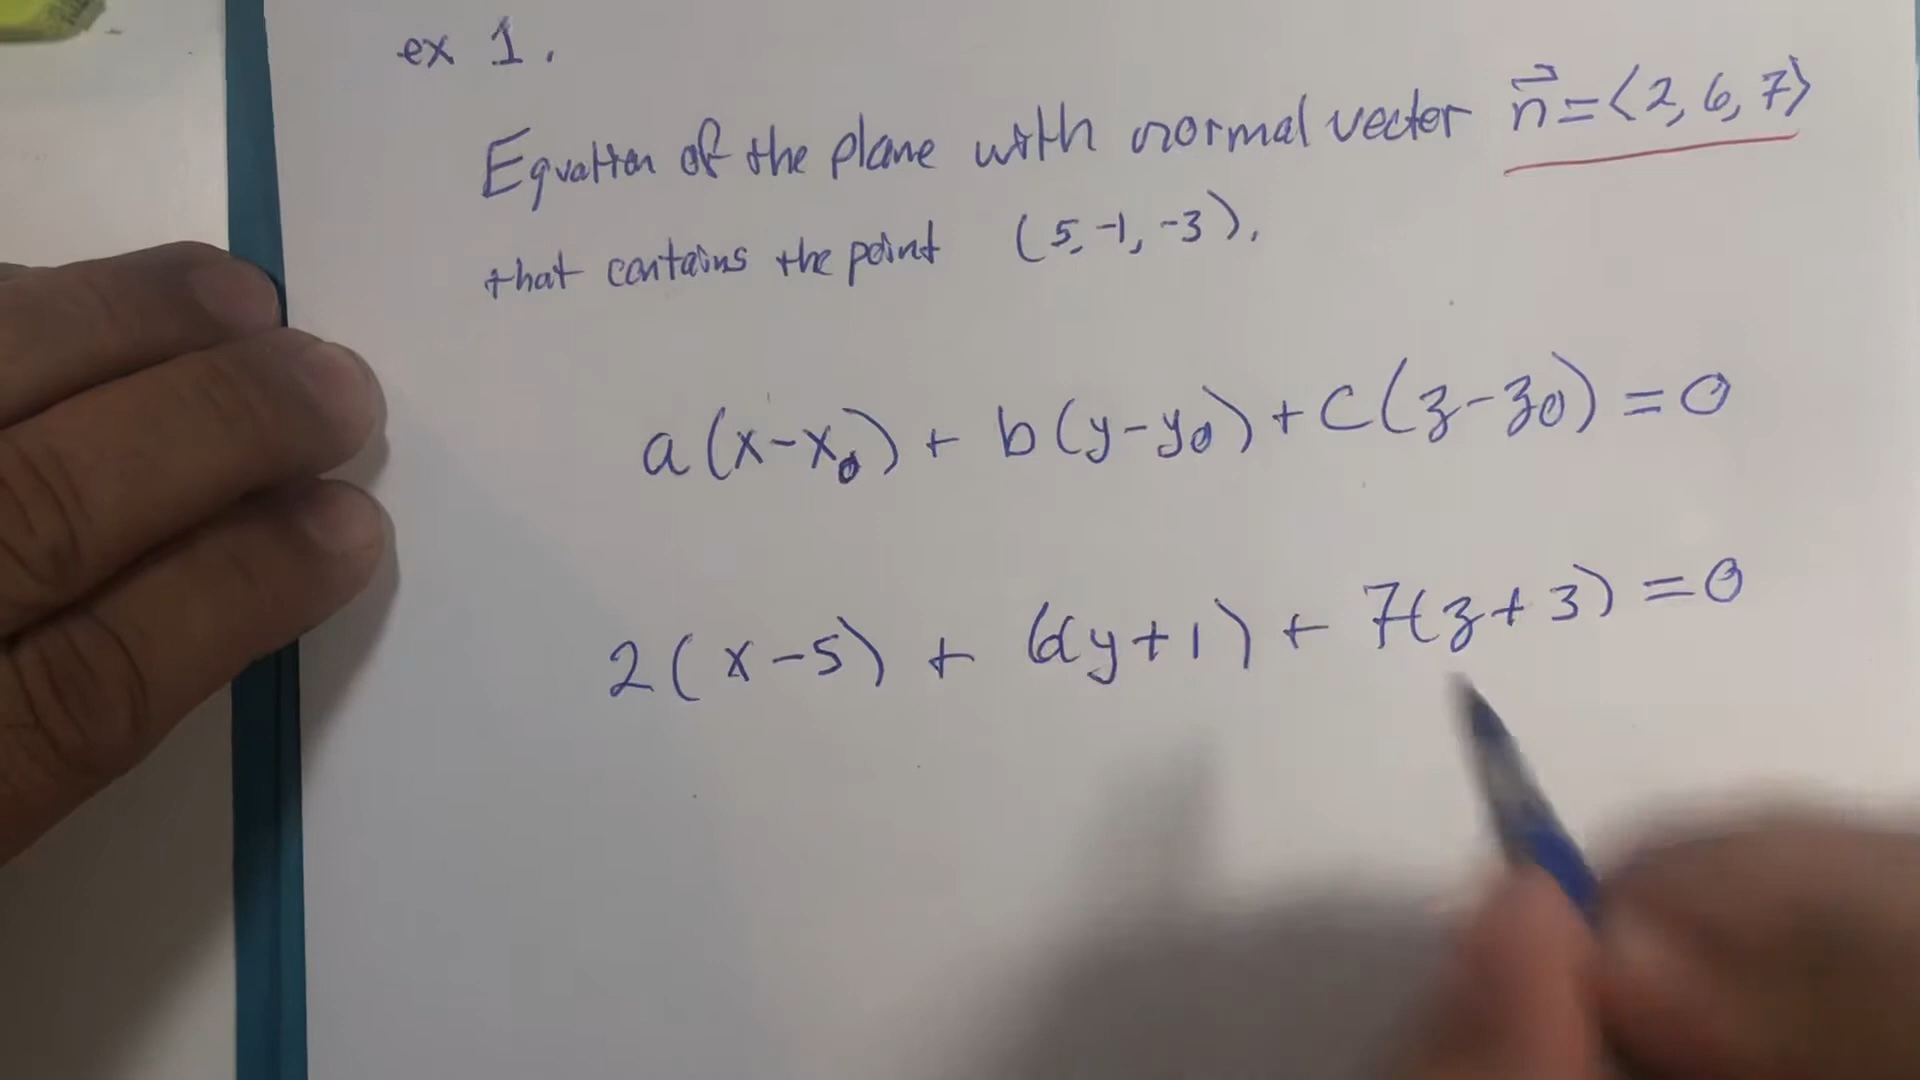 ex 1.
Equation of the plane with normal vector n⃗ = ⟨2, 6, 7⟩
that contains the point (5, -1, -3).
a(x-x₀) + b(y-y₀) + c(z-z₀) = 0
2(x-5) + 6(y+1) + 7(z+3) = 0